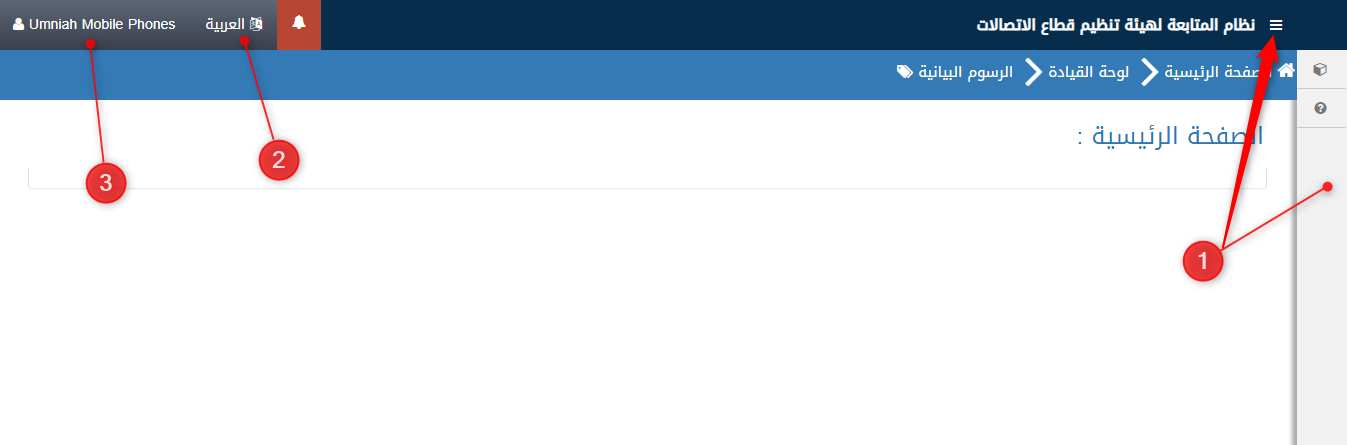 نظام المتابعة لهيئة تنظيم قطاع الاتصالات
العربية
Umniah Mobile Phones
الصفحة الرئيسية
لوحة القيادة
الرسوم البيانية
الصفحة الرئيسية :
2
3
1